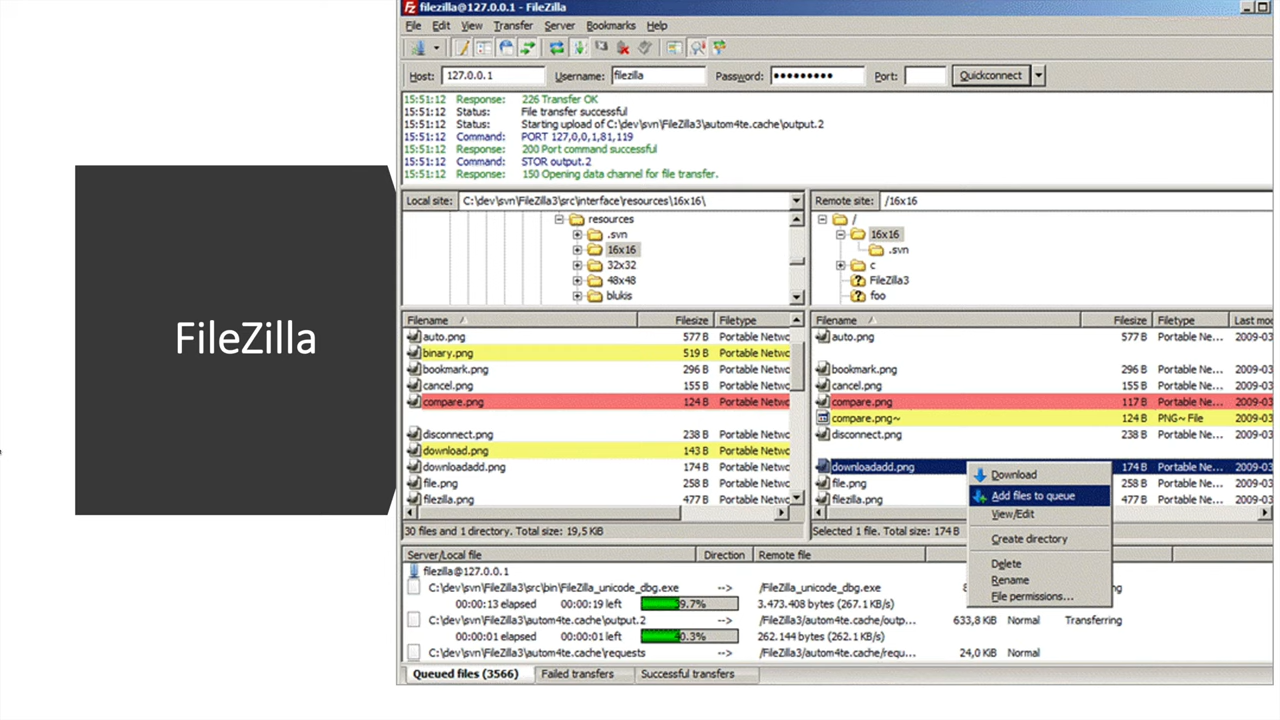 FileZilla
filezilla@127.0.0.1 - FileZilla
File Edit View Transfer Server Bookmarks Help
Host: 127.0.0.1 Username: filezilla Password: ●●●●●●●●● Port: Quickconnect
15:51:12 Response: 226 Transfer OK
15:51:12 Status: File transfer successful
15:51:12 Status: Starting upload of C:\dev\svn\FileZilla3\autom4te.cache\output.2
15:51:12 Command: PORT 127,0,0,1,81,119
15:51:12 Response: 200 Port command successful
15:51:12 Command: STOR output.2
15:51:12 Response: 150 Opening data channel for file transfer.
Local site: C:\dev\svn\FileZilla3\src\interface\resources\16x16\
resources
.svn
16x16
32x32
48x48
blukis
Remote site: /16x16
/
16x16
.svn
c
FileZilla3
foo
Filename Filesize Filetype
auto.png 577 B Portable Netwo
binary.png 519 B Portable Netwo
bookmark.png 296 B Portable Netwo
cancel.png 155 B Portable Netwo
compare.png 124 B Portable Netwo
disconnect.png 238 B Portable Netwo
download.png 143 B Portable Netwo
downloadadd.png 174 B Portable Netwo
file.png 258 B Portable Netwo
filezilla.png 477 B Portable Netwo
30 files and 1 directory. Total size: 19,5 KiB
Filename Filesize Filetype Last mo
auto.png 577 B Portable Ne... 2009-03
bookmark.png 296 B Portable Ne... 2009-03
cancel.png 155 B Portable Ne... 2009-03
compare.png 117 B Portable Ne... 2009-03
compare.png~ 124 B PNG~ File 2009-03
disconnect.png 238 B Portable Ne... 2009-03
downloadadd.png 174 B Portable Ne... 2009-03
file.png 258 B Portable Ne... 2009-03
filezilla.png 477 B Portable Ne... 2009-03
Selected 1 file. Total size: 174 B
Download
Add files to queue
View/Edit
Create directory
Delete
Rename
File permissions...
Server/Local file Direction Remote file
filezilla@127.0.0.1
C:\dev\svn\FileZilla3\src\bin\FileZilla_unicode_dbg.exe --> /FileZilla_unicode_dbg.exe
00:00:13 elapsed 00:00:19 left 39.7% 3.473.408 bytes (267.1 KB/s)
C:\dev\svn\FileZilla3\autom4te.cache\output.2 --> /FileZilla3/autom4te.cache/outp... 633,8 KiB Normal Transferring
00:00:01 elapsed 00:00:01 left 40.3% 262.144 bytes (262.1 KB/s)
C:\dev\svn\FileZilla3\autom4te.cache\requests --> /FileZilla3/autom4te.cache/requ... 24,0 KiB Normal
Queued files (3566) Failed transfers Successful transfers